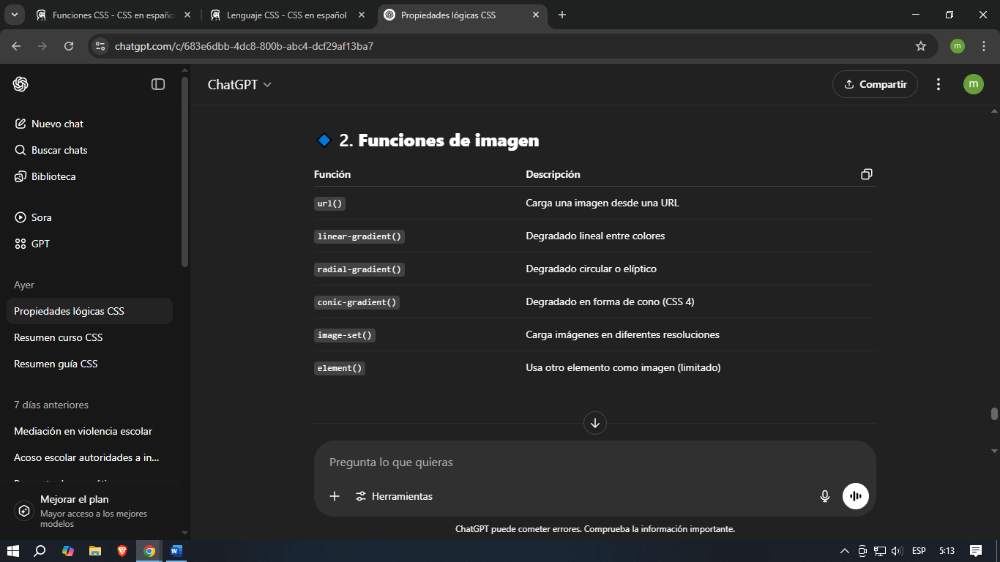 Funciones CSS - CSS en españo
Lenguaje CSS - CSS en español
Propiedades lógicas CSS
chatgpt.com/c/683e6dbb-4dc8-800b-abc4-dcf29af13ba7
m
ChatGPT
Compartir
m
Nuevo chat
Buscar chats
Biblioteca
Sora
GPT
Ayer
Propiedades lógicas CSS
Resumen curso CSS
Resumen guía CSS
7 días anteriores
Mediación en violencia escolar
Acoso escolar autoridades a in...
Mejorar el plan
Mayor acceso a los mejores
modelos
2. Funciones de imagen
Función Descripción
url() Carga una imagen desde una URL
linear-gradient() Degradado lineal entre colores
radial-gradient() Degradado circular o elíptico
conic-gradient() Degradado en forma de cono (CSS 4)
image-set() Carga imágenes en diferentes resoluciones
element() Usa otro elemento como imagen (limitado)
Pregunta lo que quieras
Herramientas
ChatGPT puede cometer errores. Comprueba la información importante.
ESP
5:13